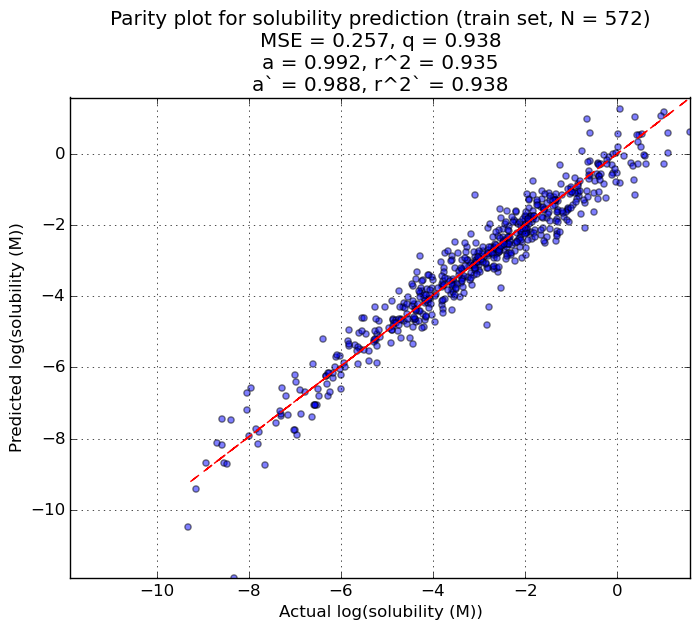 Parity plot for solubility prediction (train set, N = 572)
MSE = 0.257, q = 0.938
a = 0.992, r^2 = 0.935
a` = 0.988, r^2` = 0.938
0
−2
−4
−6
−8
−10
Predicted log(solubility (M))
−10
−8
−6
−4
−2
0
Actual log(solubility (M))